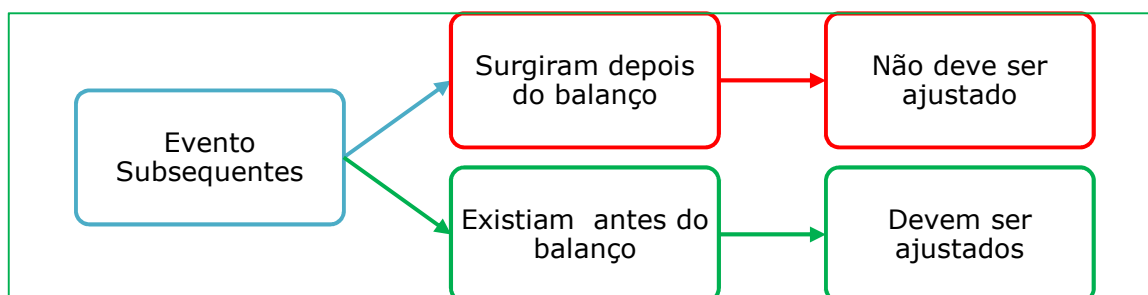 Surgiram depois
do balanço
Não deve ser
ajustado
Evento
Subsequentes
Existiam antes do
balanço
Devem ser
ajustados